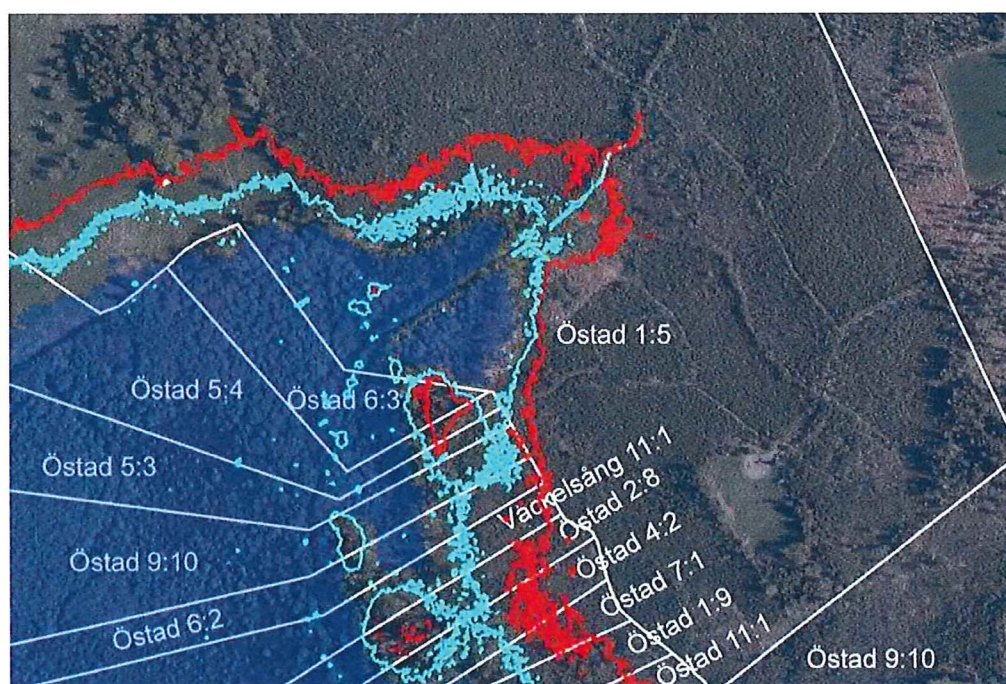 Östad 1:5
Östad 5:4
Östad 6:3
Östad 5:3
Väckelsång 11:1
Östad 2:8
Östad 4:2
Östad 9:10
Östad 7:1
Östad 6:2
Östad 1:9
Östad 11:1
Östad 9:10